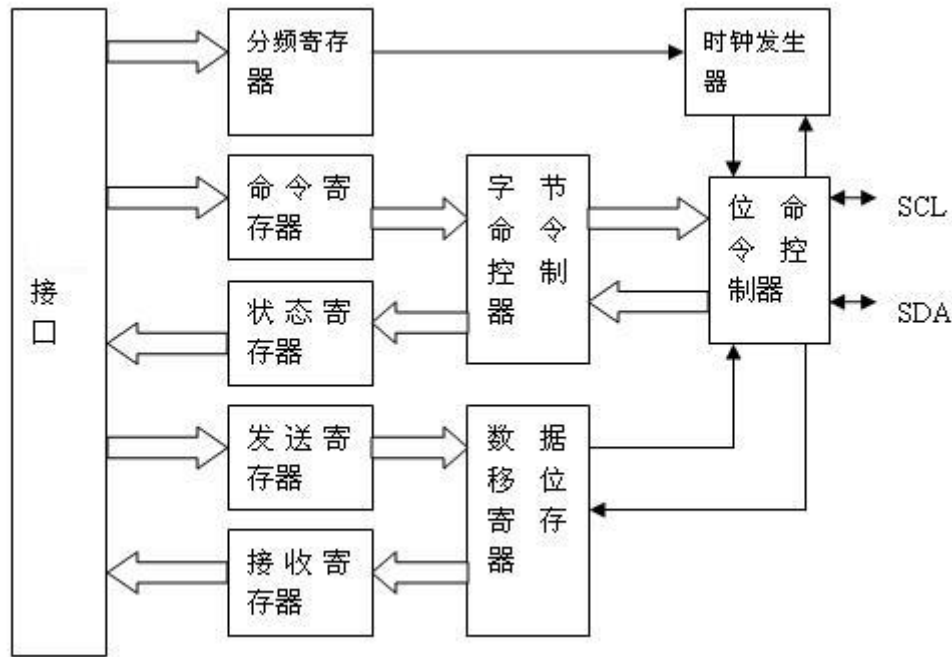 分频寄存
器
时钟发生
器
命令寄
存器
字节
命令
控制
器
位命
令控
制器
SCL
SDA
接
口
状态寄
存器
发送寄
存器
数据
移位
寄存
器
接收寄
存器